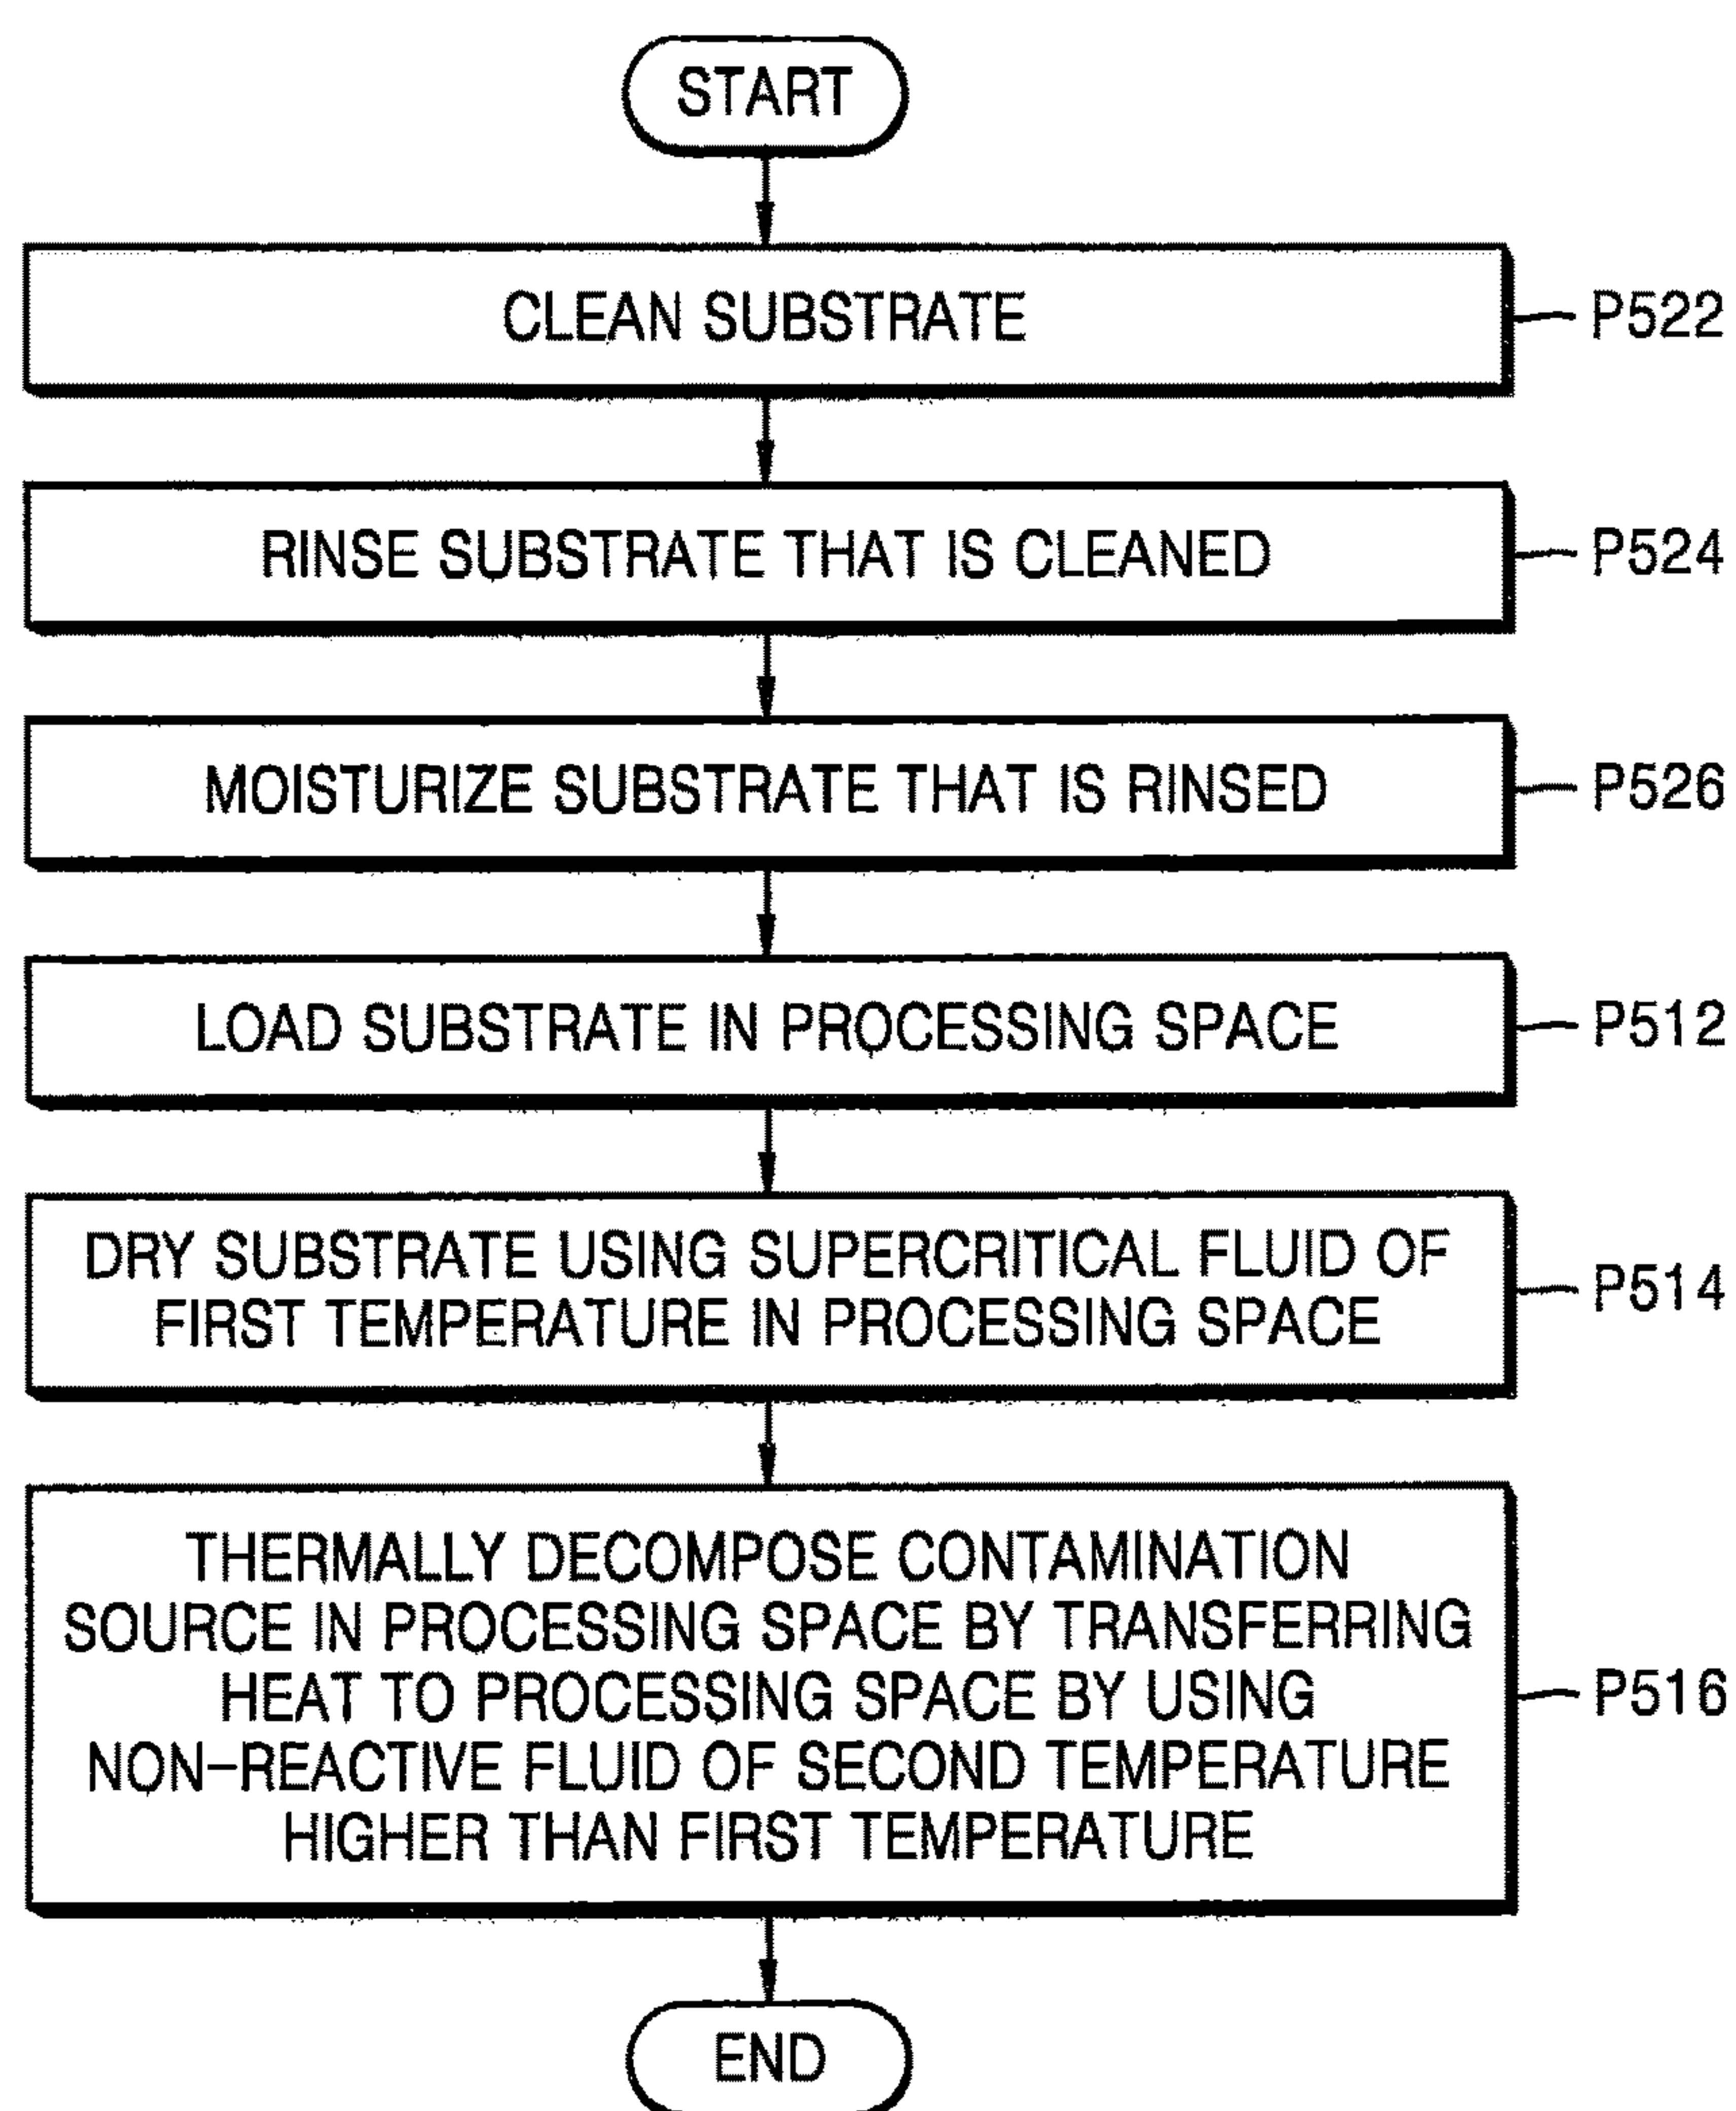 START
CLEAN SUBSTRATE
P522
RINSE SUBSTRATE THAT IS CLEANED
P524
MOISTURIZE SUBSTRATE THAT IS RINSED
P526
LOAD SUBSTRATE IN PROCESSING SPACE
P512
DRY SUBSTRATE USING SUPERCRITICAL FLUID OF
FIRST TEMPERATURE IN PROCESSING SPACE
P514
THERMALLY DECOMPOSE CONTAMINATION
SOURCE IN PROCESSING SPACE BY TRANSFERRING
HEAT TO PROCESSING SPACE BY USING
NON-REACTIVE FLUID OF SECOND TEMPERATURE
HIGHER THAN FIRST TEMPERATURE
P516
END